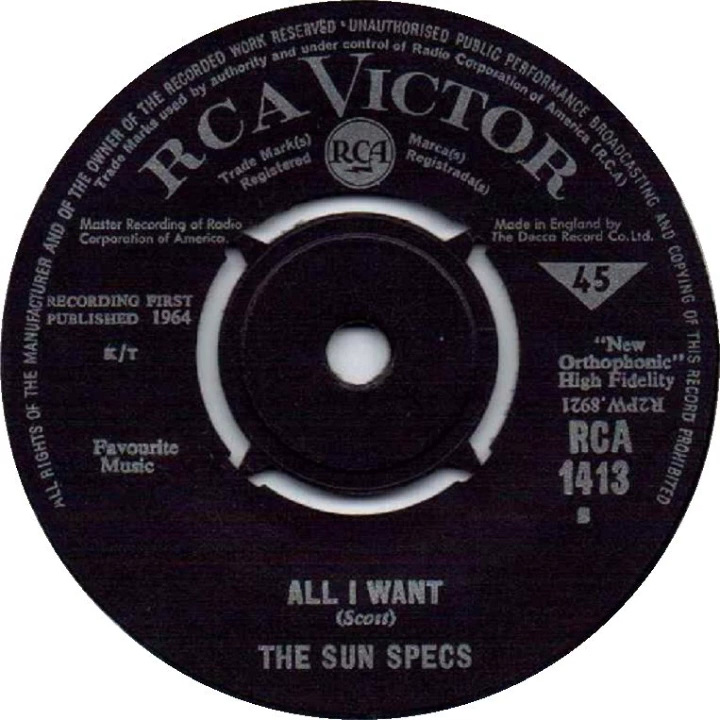 ALL RIGHTS OF THE MANUFACTURER AND OF THE OWNER OF THE RECORDED WORK RESERVED · UNAUTHORISED PUBLIC PERFORMANCE BROADCASTING AND COPYING OF THIS RECORD PROHIBITED
Trade Marks used by authority and under control of Radio Corporation of America (R.C.A)
RCA VICTOR
Trade Mark(s)
Registered
RCA
Marca(s)
Registrada(s)
Master Recording of Radio
Corporation of America.
Made in England by
The Decca Record Co. Ltd.
45
RECORDING FIRST
PUBLISHED 1964
K/T
"New
Orthophonic"
High Fidelity
R2PW.8921
RCA
1413
B
Favourite
Music
ALL I WANT
(Scott)
THE SUN SPECS